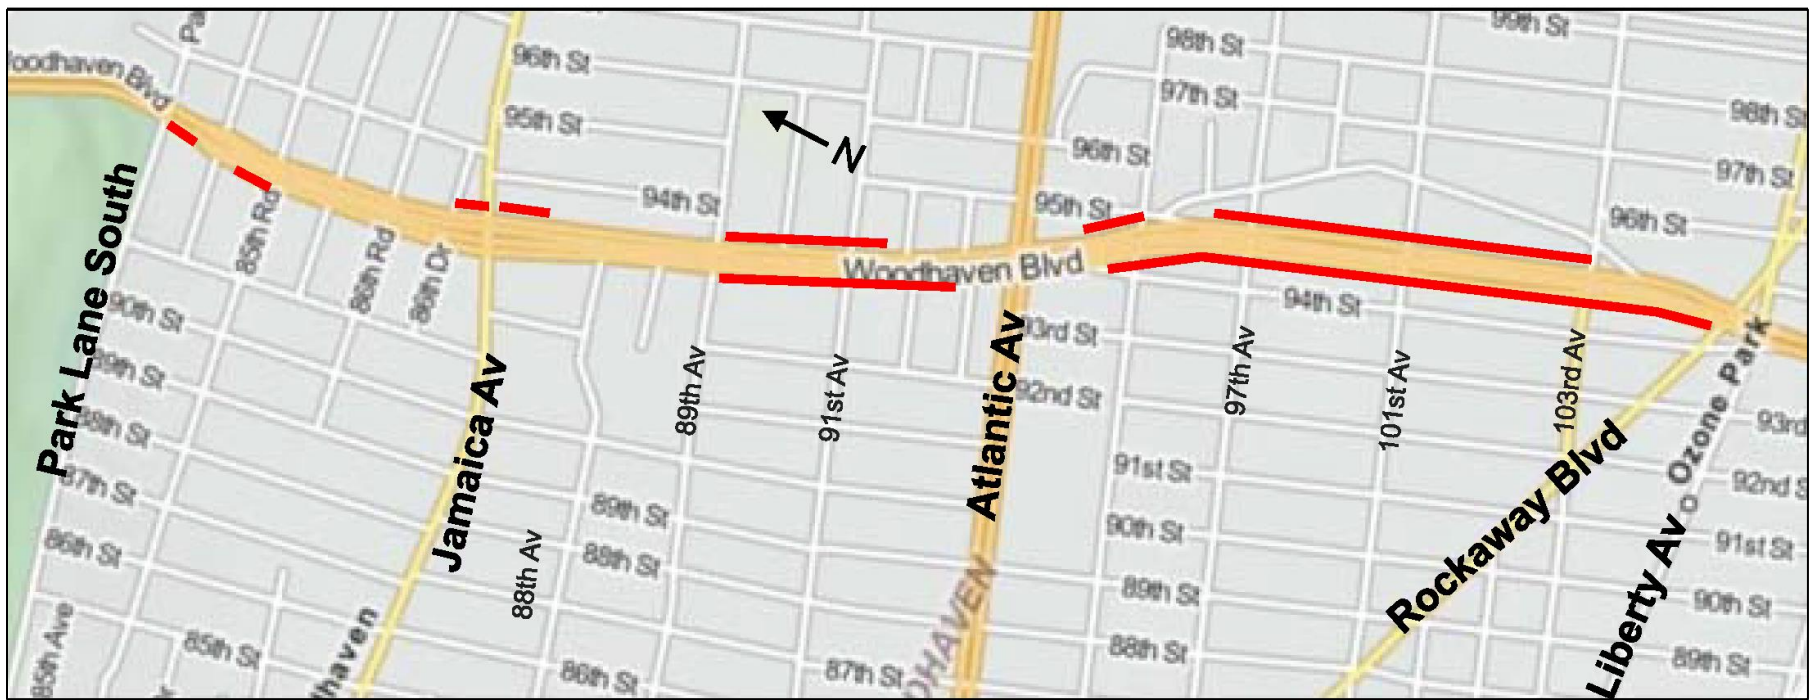 Pa
99th St
96th St
98th St
oodhaven Blvd
97th St
98th St
95th St
N
96th St
97th St
94th St
95th St
96th St
85th Rd
86th Rd
86th Dr
Woodhaven Blvd
90th St
94th St
93rd St
Park Lane South
Jamaica Av
89th Av
91st Av
Atlantic Av
97th Av
101st Av
103rd Av
Ozone Park
89th St
92nd St
93rd
88th St
91st St
Rockaway Blvd
92nd S
87th St
89th St
90th St
91st St
86th St
88th Av
88th St
89th St
90th St
Liberty Av
85th Ave
85th St
lhaven
86th St
87th St
DHAVEN
88th St
89th St